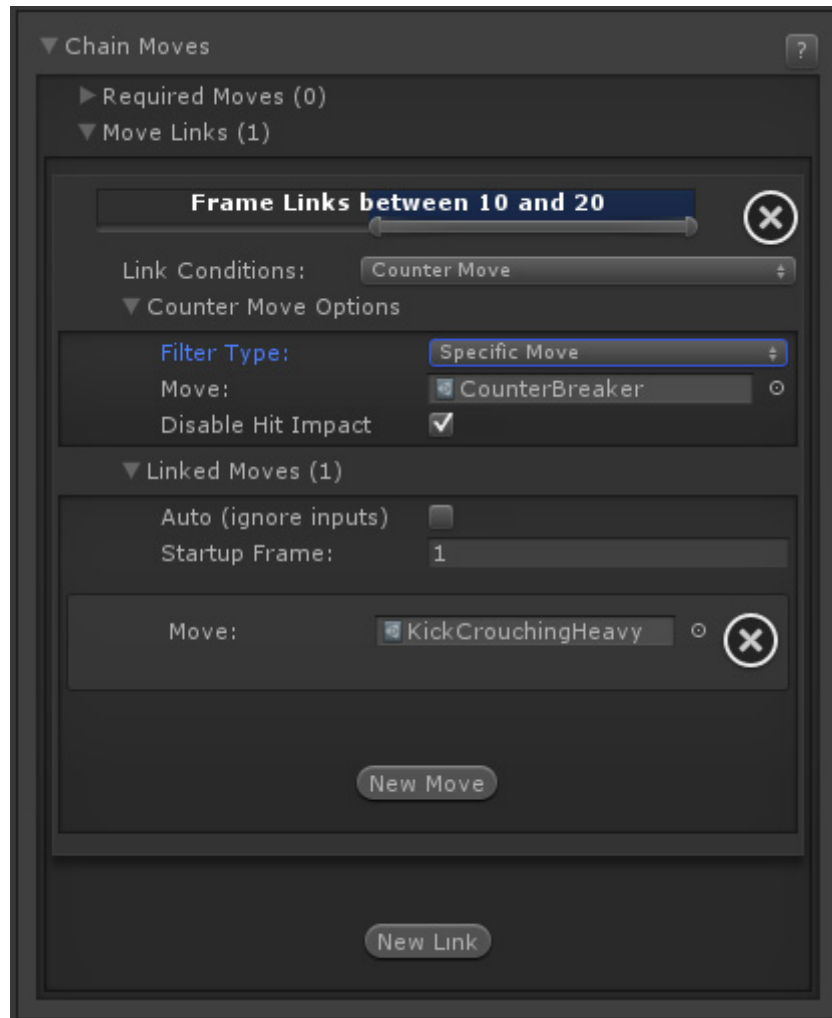 Chain Moves
?
Required Moves (0)
Move Links (1)
Frame Links between 10 and 20
Link Conditions: Counter Move
Counter Move Options
Filter Type: Specific Move
Move: CounterBreaker
Disable Hit Impact
Linked Moves (1)
Auto (ignore inputs)
Startup Frame: 1
Move: KickCrouchingHeavy
New Move
New Link